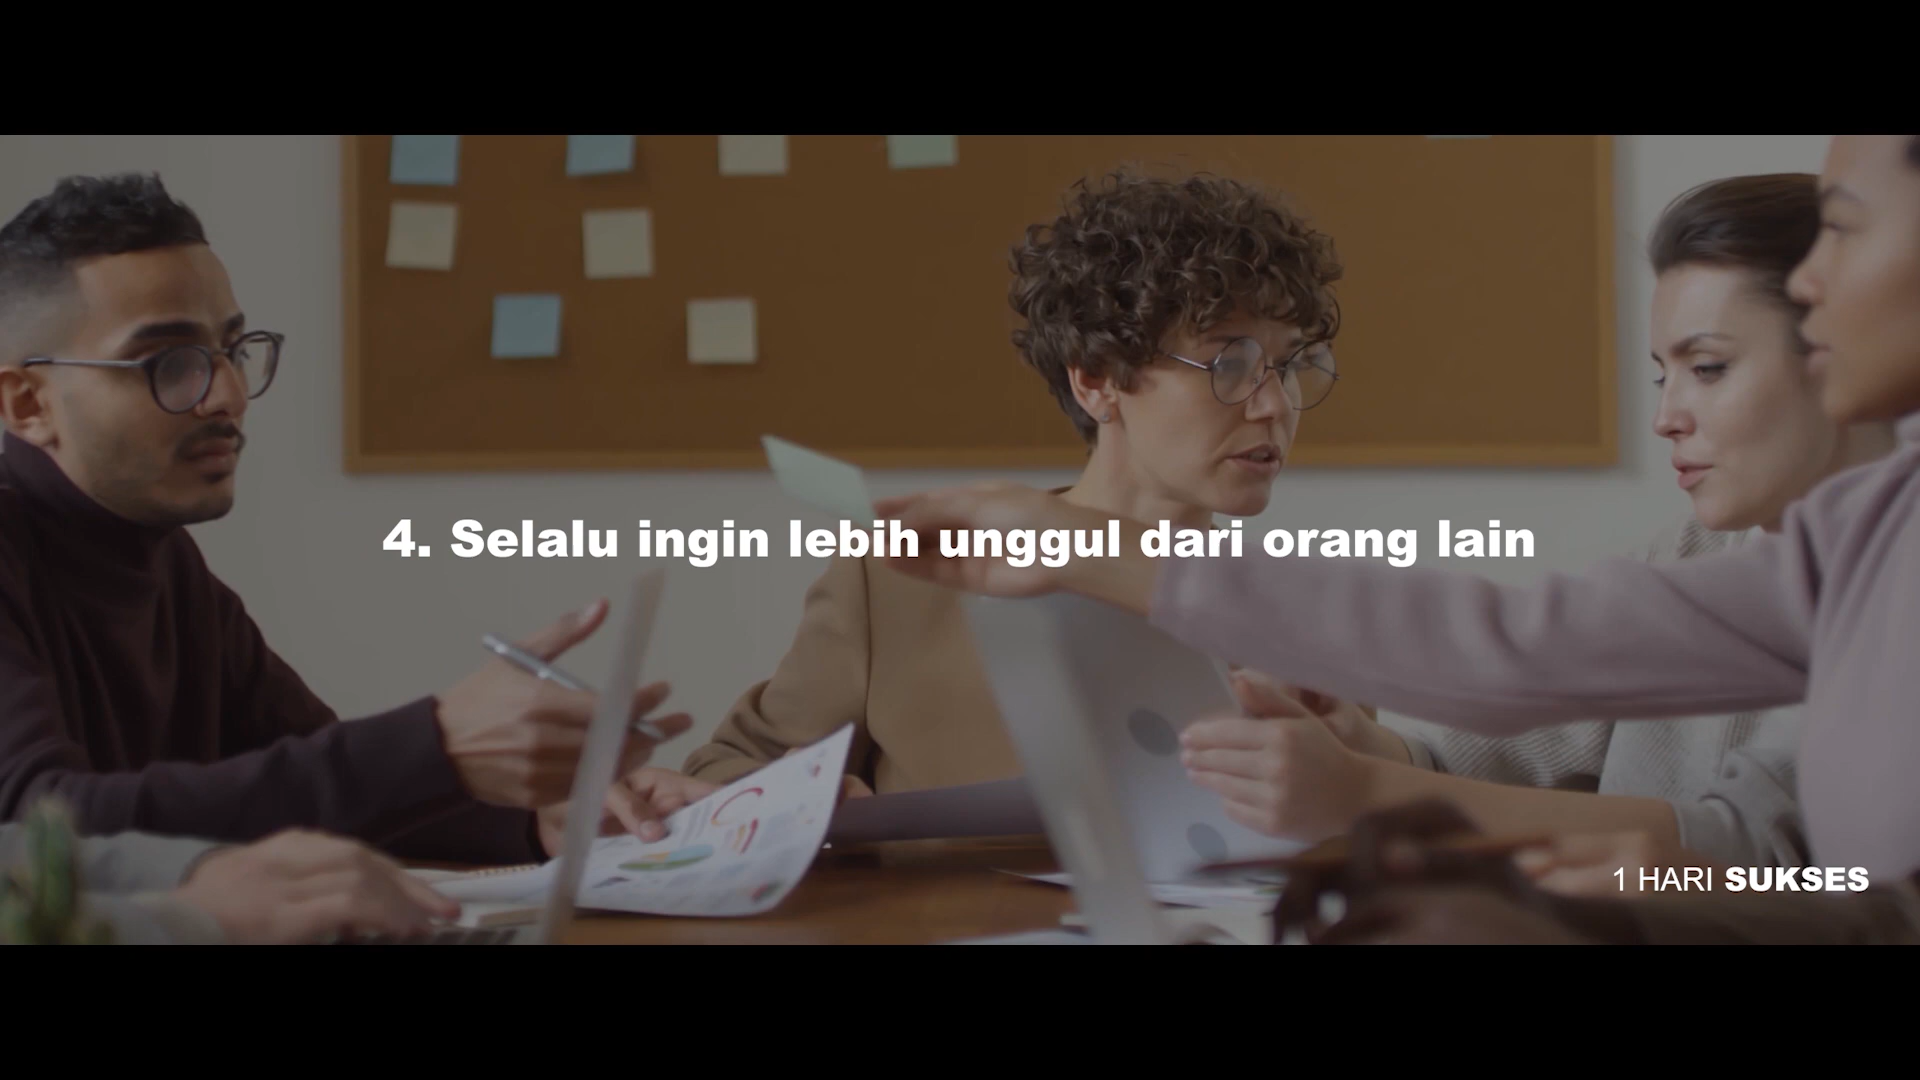 4. Selalu ingin lebih unggul dari orang lain
1 HARI SUKSES